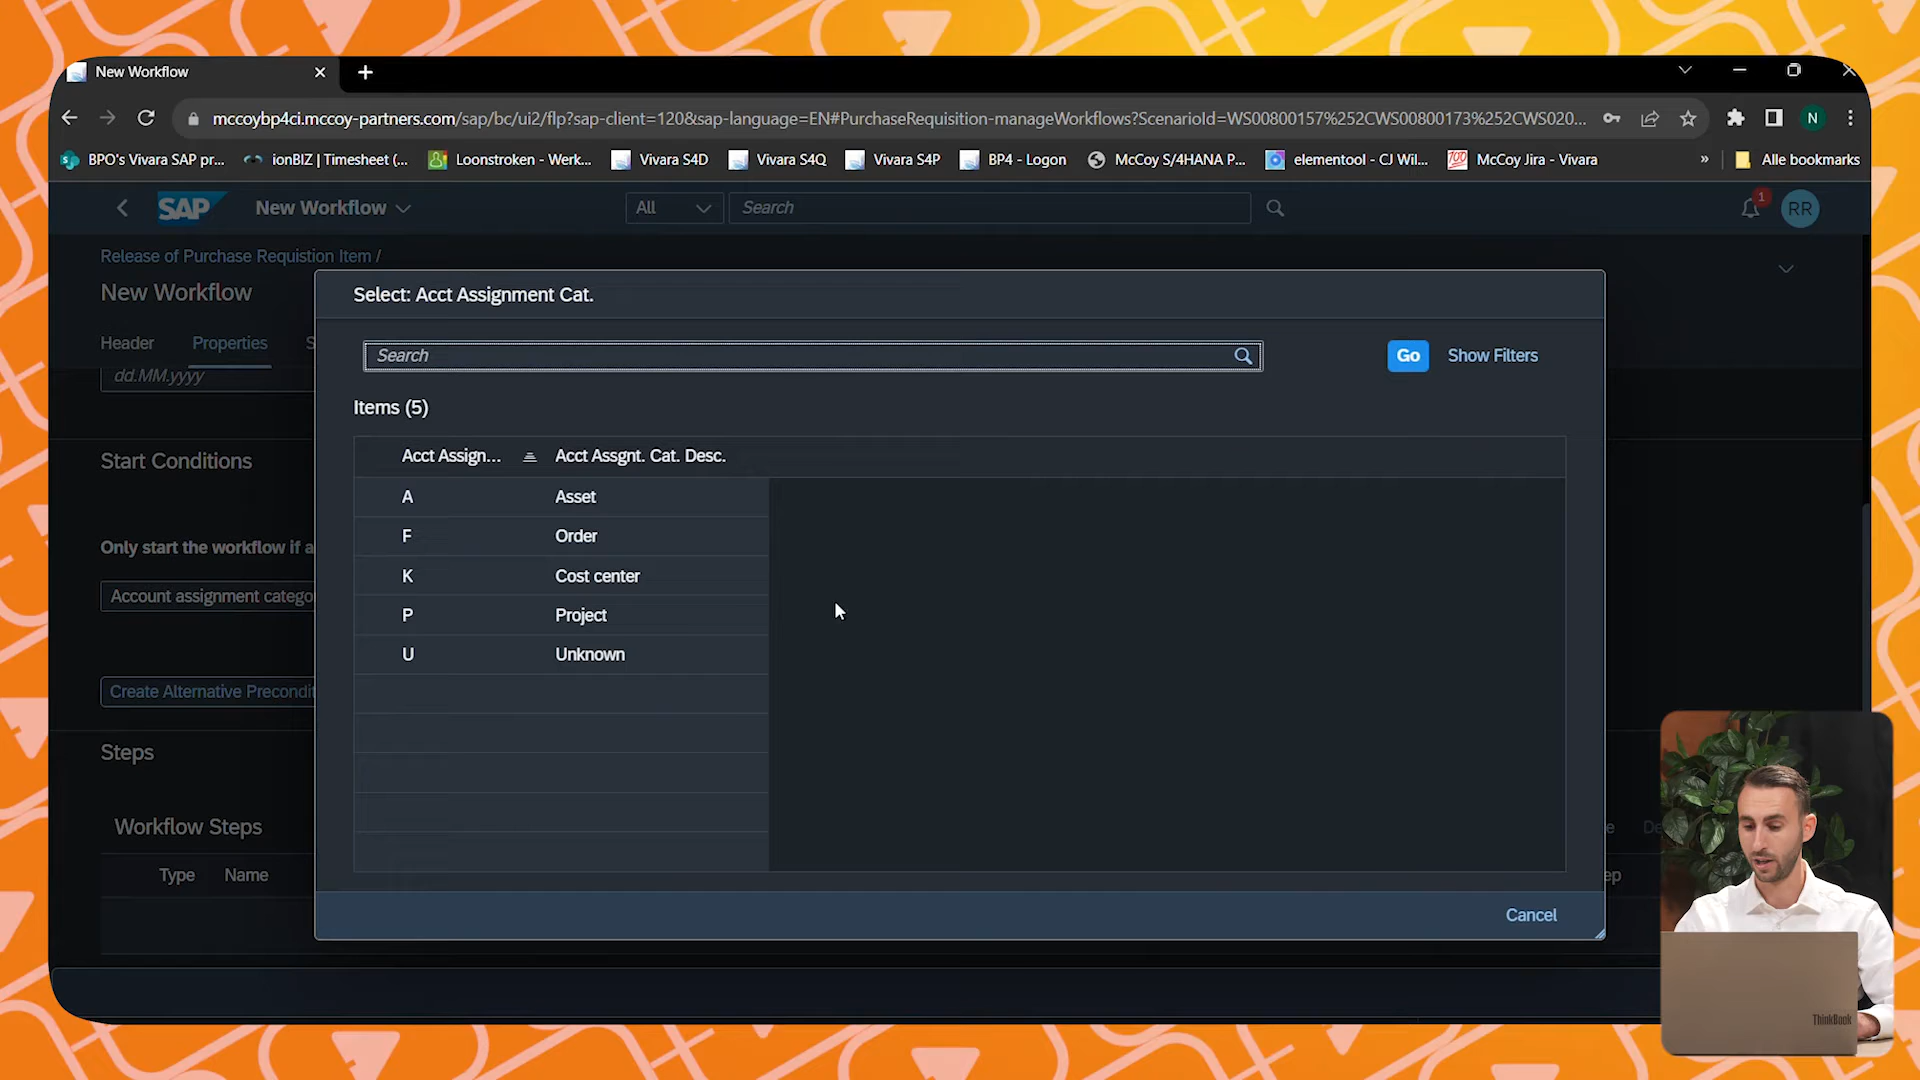 New Workflow
mccoybp4ci.mccoy-partners.com/sap/bc/ui2/flp?sap-client=120&sap-language=EN#PurchaseRequisition-manageWorkflows?ScenarioId=WS00800157%252CWS00800173%252CWS020...
N
BPO's Vivara SAP pr... ionBIZ | Timesheet (... Loonstroken - Werk... Vivara S4D Vivara S4Q Vivara S4P BP4 - Logon McCoy S/4HANA P... elementool - CJ Wil... McCoy Jira - Vivara » Alle bookmarks
SAP New Workflow All Search 1 RR
Release of Purchase Requistion Item /
New Workflow
Header Properties S
dd.MM.yyyy
Start Conditions
Only start the workflow if a
Account assignment catego
Create Alternative Precondit
Steps
Workflow Steps
Type Name
Select: Acct Assignment Cat.
Search Go Show Filters
Items (5)
Acct Assign... Acct Assgnt. Cat. Desc.
A Asset
F Order
K Cost center
P Project
U Unknown
Cancel
e De
ep
ThinkBook